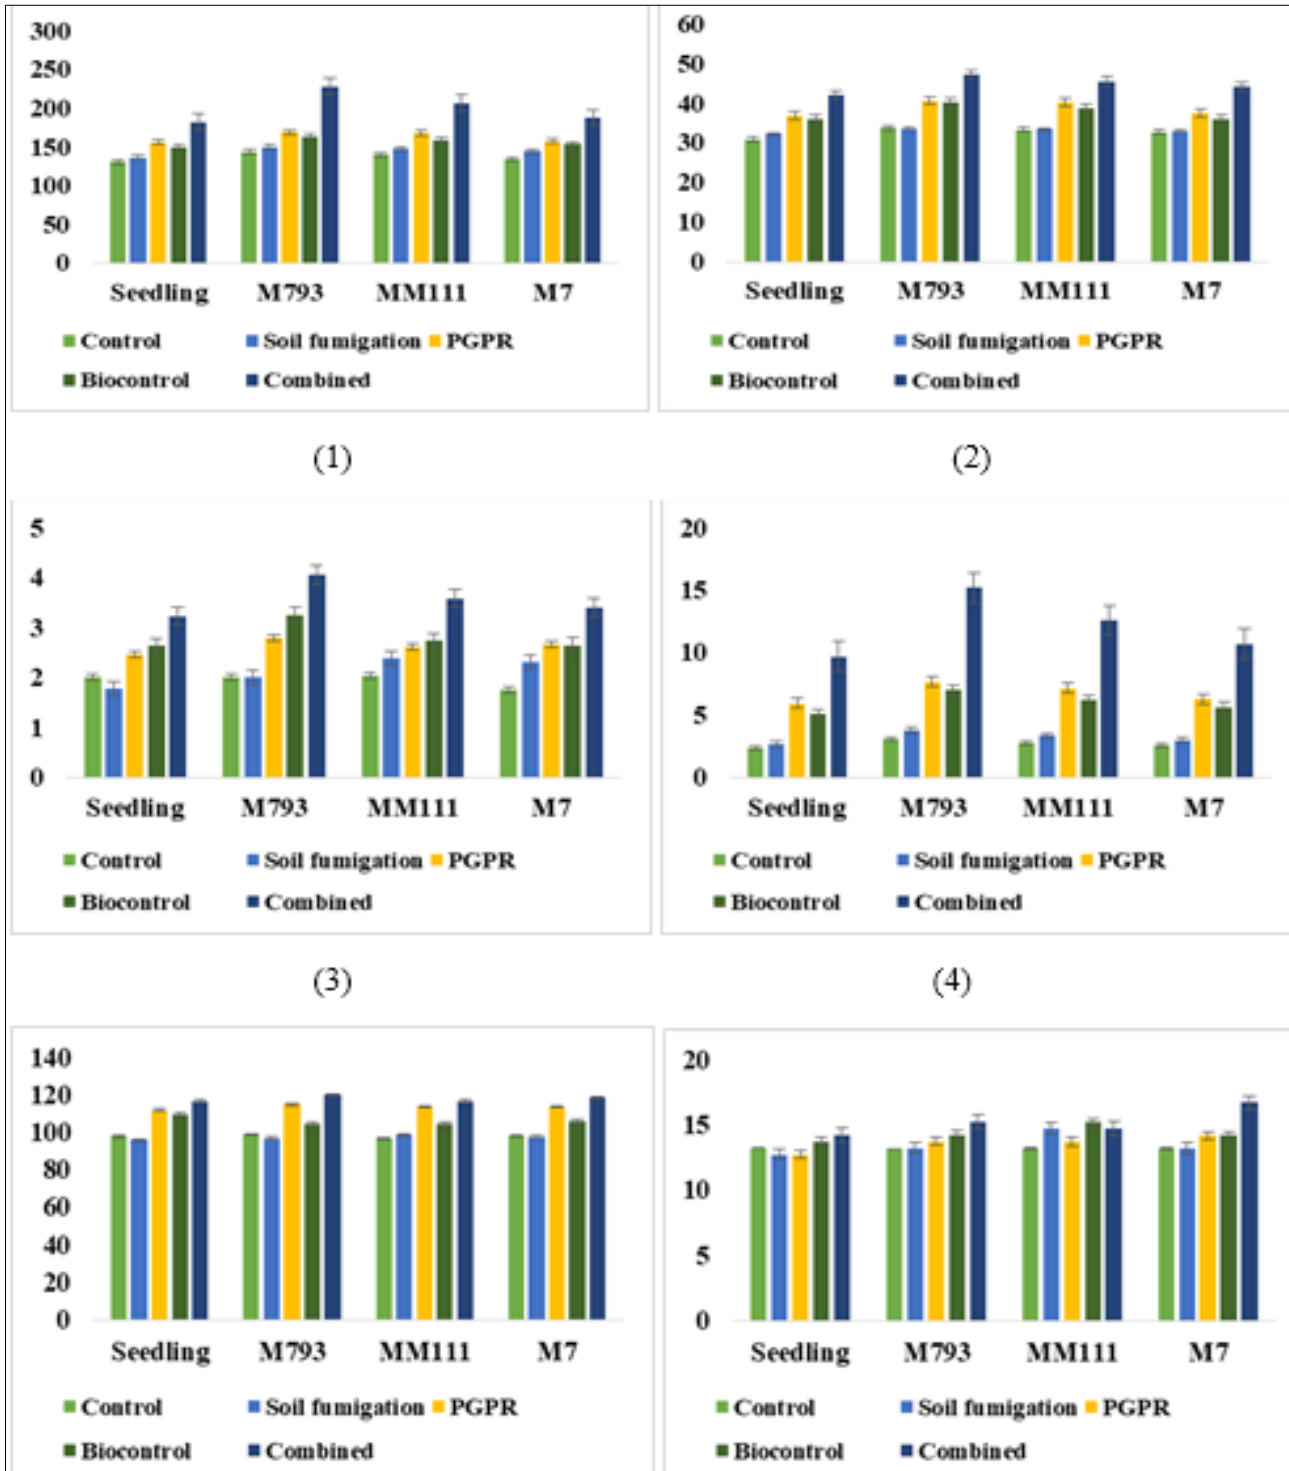 300
250
200
150
100
50
0
Seedling M793 MM111 M7
Control Soil fumigation PGPR
Biocontrol Combined
(1)
60
50
40
30
20
10
0
Seedling M793 MM111 M7
Control Soil fumigation PGPR
Biocontrol Combined
(2)
5
4
3
2
1
0
Seedling M793 MM111 M7
Control Soil fumigation PGPR
Biocontrol Combined
(3)
20
15
10
5
0
Seedling M793 MM111 M7
Control Soil fumigation PGPR
Biocontrol Combined
(4)
140
120
100
80
60
40
20
0
Seedling M793 MM111 M7
Control Soil fumigation PGPR
Biocontrol Combined
20
15
10
5
0
Seedling M793 MM111 M7
Control Soil fumigation PGPR
Biocontrol Combined